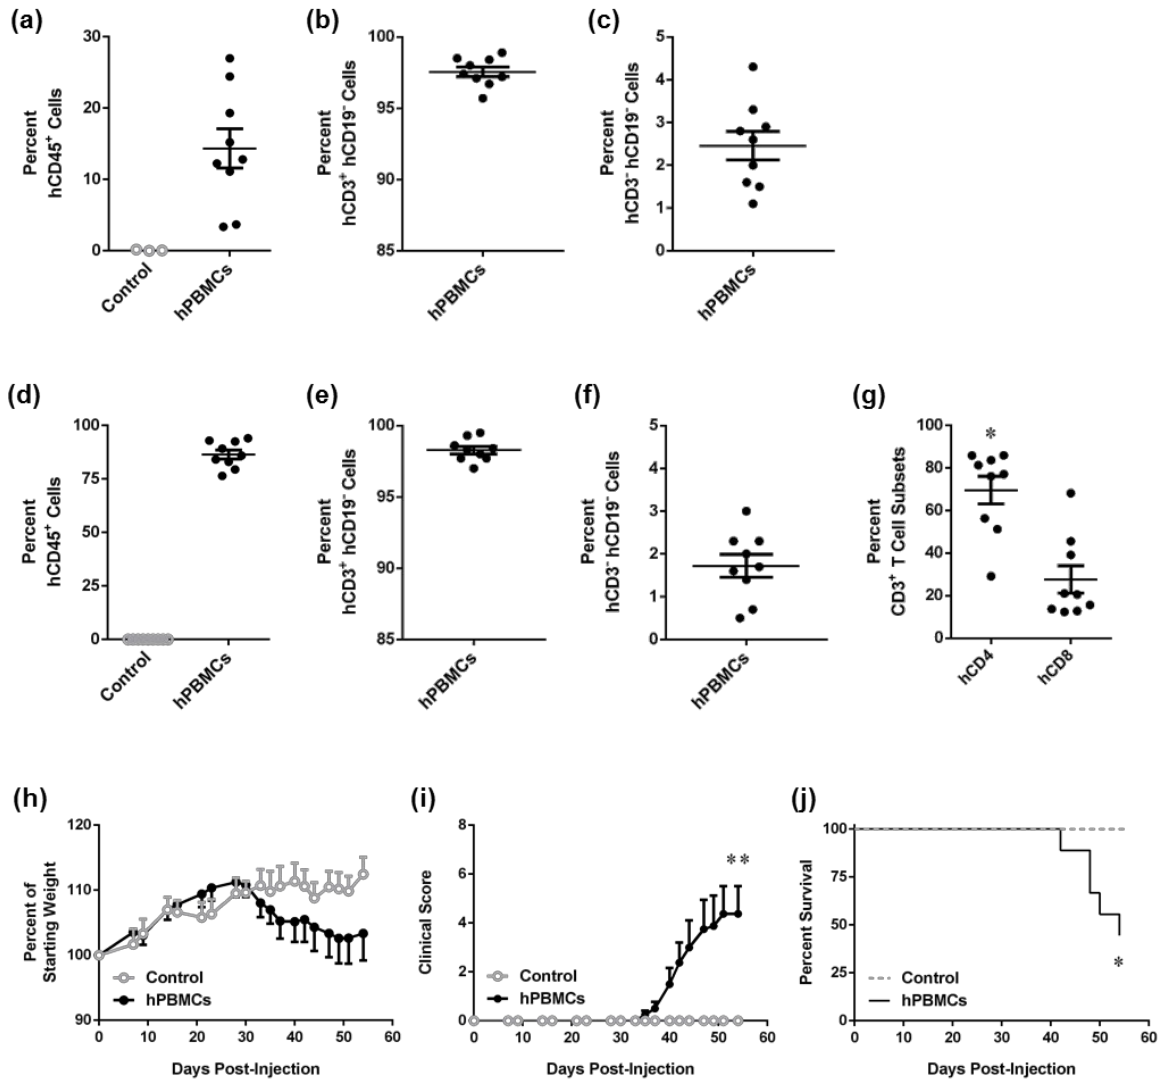 (a)
30
20
10
0
Percent
hCD45⁺ Cells
Control
hPBMCs
(b)
100
95
90
85
Percent
hCD3⁺ hCD19⁻ Cells
hPBMCs
(c)
5
4
3
2
1
0
Percent
hCD3⁻ hCD19⁻ Cells
hPBMCs
(d)
100
75
50
25
0
Percent
hCD45⁺ Cells
Control
hPBMCs
(e)
100
95
90
85
Percent
hCD3⁺ hCD19⁻ Cells
hPBMCs
(f)
5
4
3
2
1
0
Percent
hCD3⁻ hCD19⁻ Cells
hPBMCs
(g)
100
80
60
40
20
0
Percent
CD3⁺ T Cell Subsets
*
hCD4
hCD8
(h)
120
110
100
90
Percent of
Starting Weight
Control
hPBMCs
0 10 20 30 40 50 60
Days Post-Injection
(i)
8
6
4
2
0
Clinical Score
**
Control
hPBMCs
0 10 20 30 40 50 60
Days Post-Injection
(j)
100
75
50
25
0
Percent Survival
*
Control
hPBMCs
0 10 20 30 40 50 60
Days Post-Injection